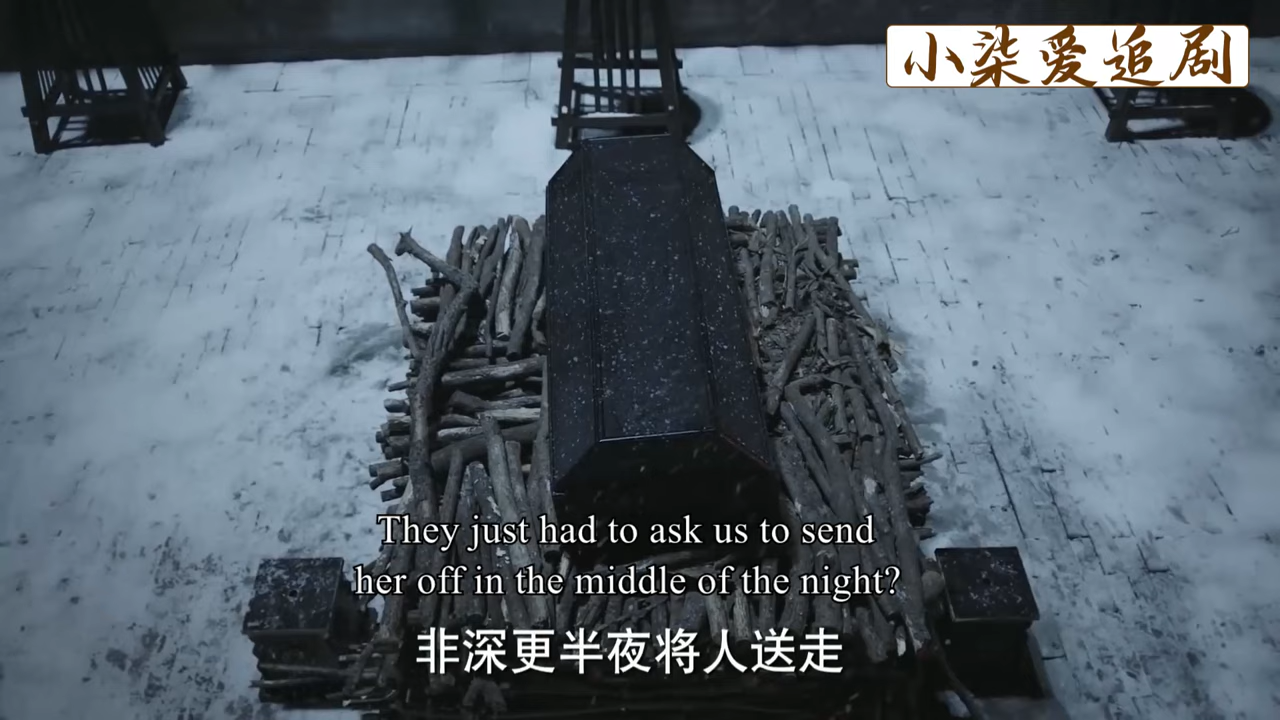 小柒爱追剧
They just had to ask us to send
her off in the middle of the night?
非深更半夜将人送走